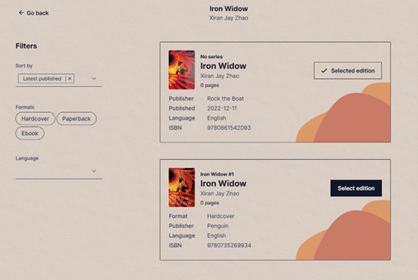 ← Go back
Iron Widow
Xiran Jay Zhao
Filters
Sort by
Latest published ×
Formats
Hardcover Paperback
Ebook
Language
No series
Iron Widow
Xiran Jay Zhao
0 pages
Publisher Rock the Boat
Published 2022-12-11
Language English
ISBN 9780861542093
✓ Selected edition
Iron Widow #1
Iron Widow
Xiran Jay Zhao
0 pages
Format Hardcover
Publisher Penguin
Language English
ISBN 9780735269934
Select edition